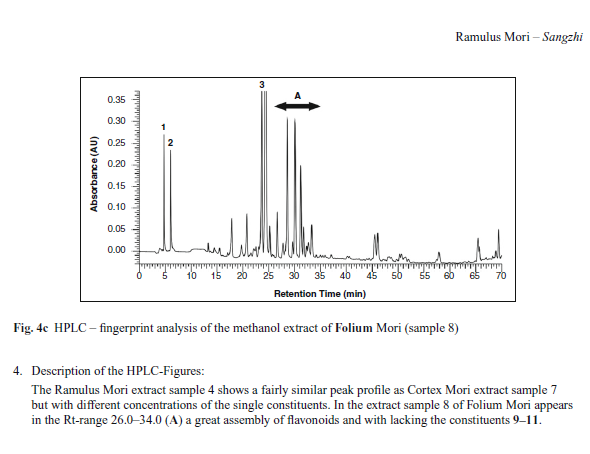 Ramulus Mori – Sangzhi
3
A
0.35
0.30
1
0.25
2
0.20
0.15
0.10
0.05
0.00
Absorbance (AU)
0 5 10 15 20 25 30 35 40 45 50 55 60 65 70
Retention Time (min)
Fig. 4c HPLC – fingerprint analysis of the methanol extract of Folium Mori (sample 8)
4. Description of the HPLC-Figures:
The Ramulus Mori extract sample 4 shows a fairly similar peak profile as Cortex Mori extract sample 7
but with different concentrations of the single constituents. In the extract sample 8 of Folium Mori appears
in the Rt-range 26.0–34.0 (A) a great assembly of flavonoids and with lacking the constituents 9–11.